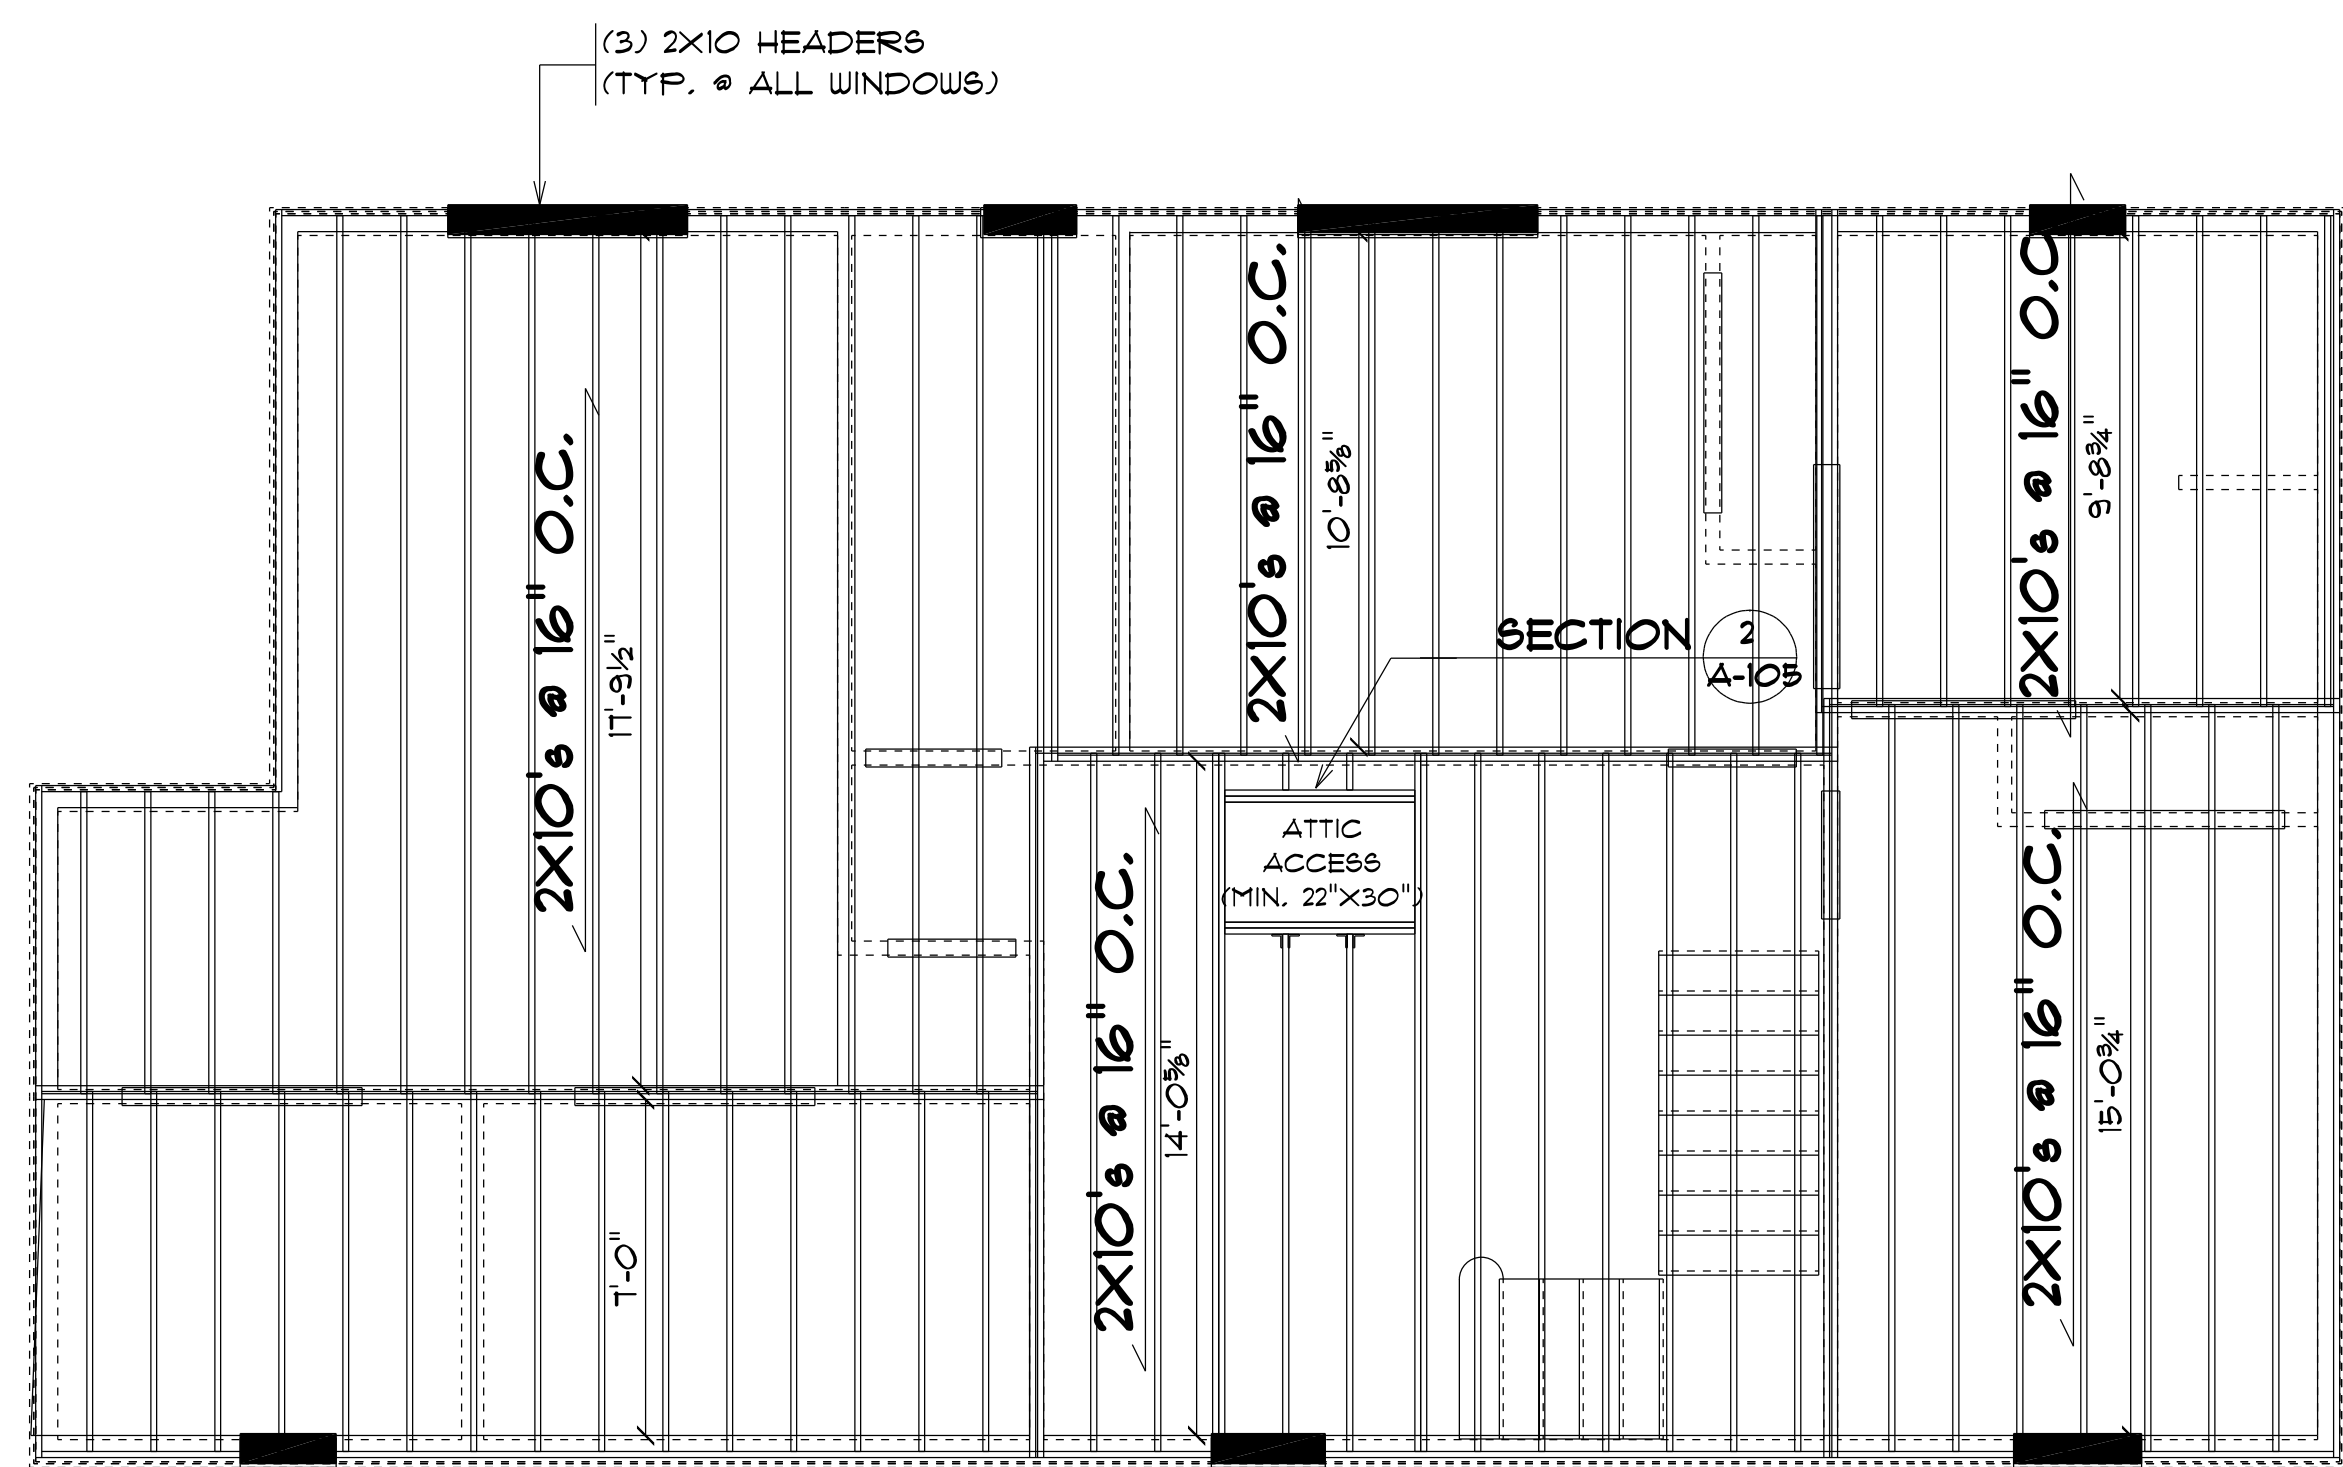 (3) 2X10 HEADERS
(TYP. @ ALL WINDOWS)
2X10's @ 16" O.C.
17'-9½"
2X10's @ 16" O.C.
10'-8⅝"
2X10's @ 16" O.C.
9'-8¾"
SECTION
2
A-105
ATTIC
ACCESS
(MIN. 22"X30")
2X10's @ 16" O.C.
14'-0⅝"
2X10's @ 16" O.C.
15'-0¾"
7'-0"